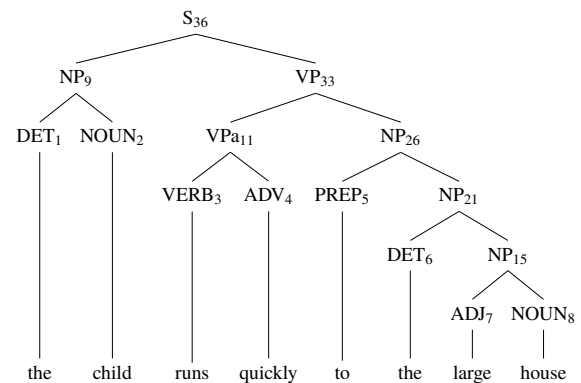 S₃₆
NP₉ VP₃₃
DET₁ NOUN₂ VPa₁₁ NP₂₆
VERB₃ ADV₄ PREP₅ NP₂₁
DET₆ NP₁₅
ADJ₇ NOUN₈
the child runs quickly to the large house